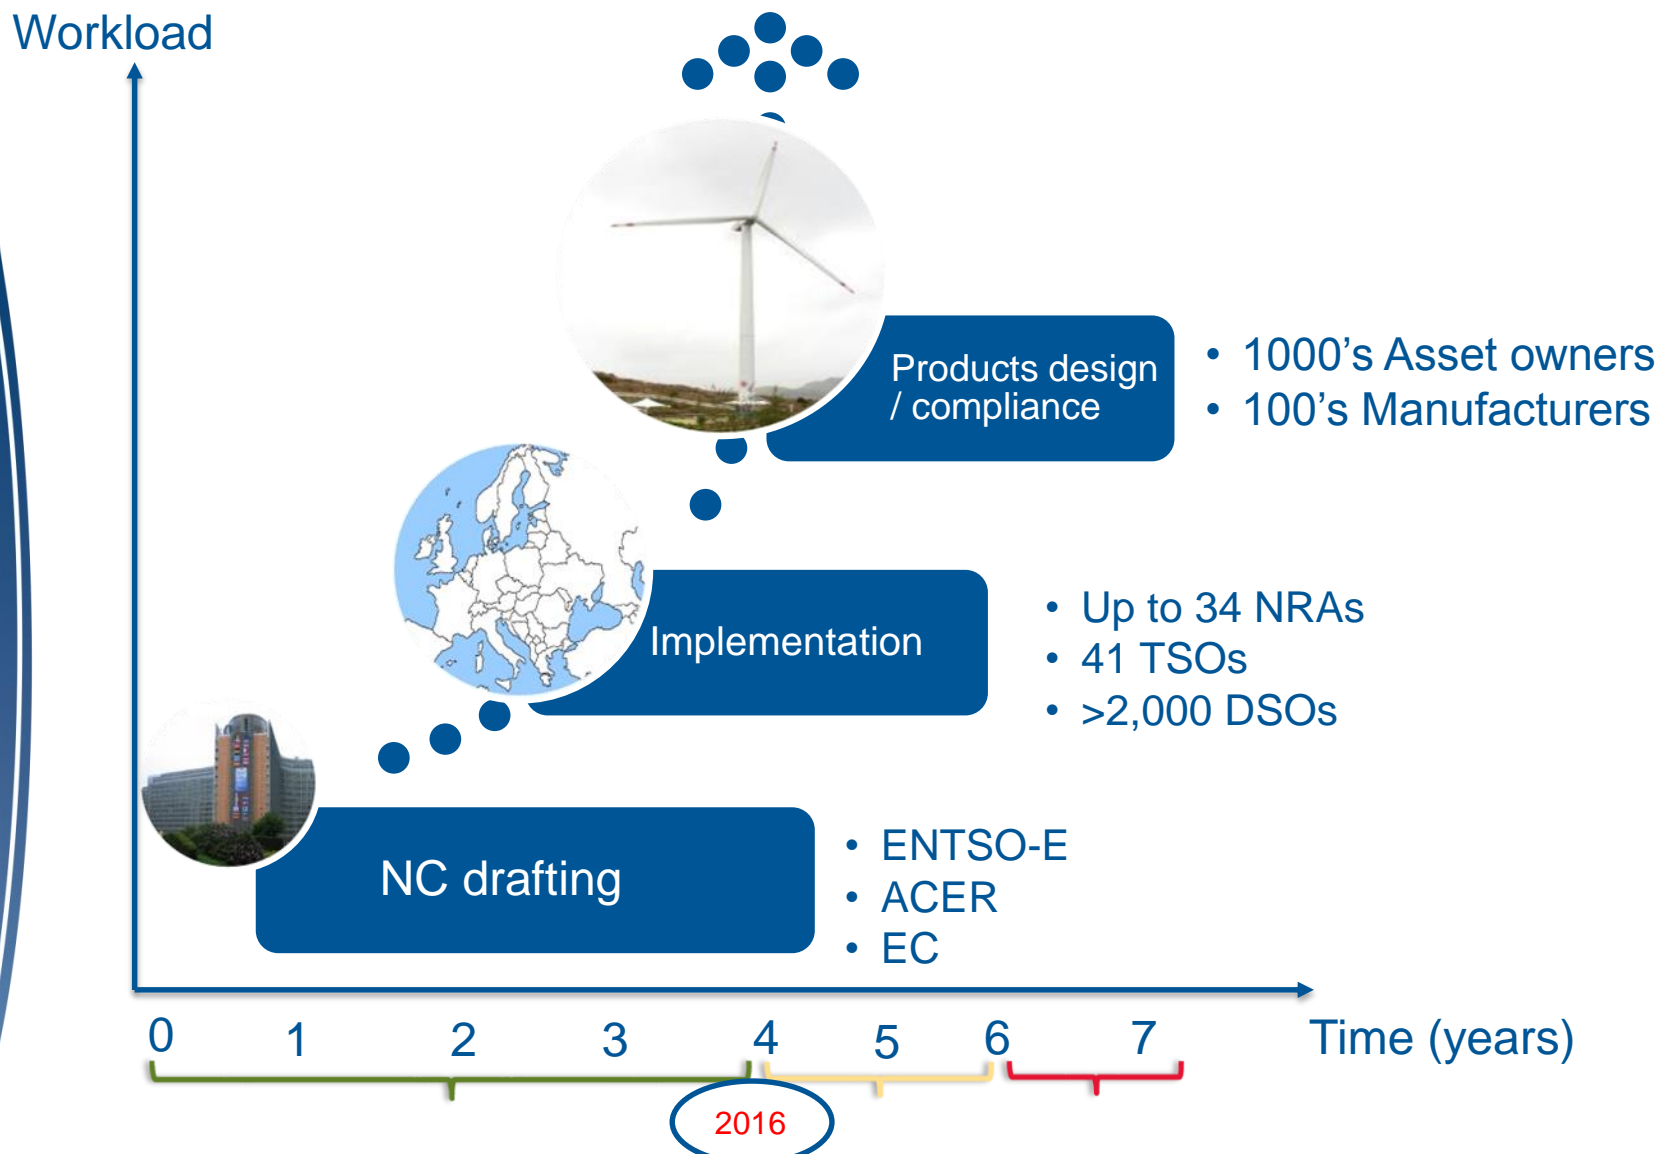 Workload
Products design
/ compliance
• 1000’s Asset owners
• 100’s Manufacturers
Implementation
• Up to 34 NRAs
• 41 TSOs
• >2,000 DSOs
NC drafting
• ENTSO-E
• ACER
• EC
0 1 2 3 4 5 6 7 Time (years)
2016